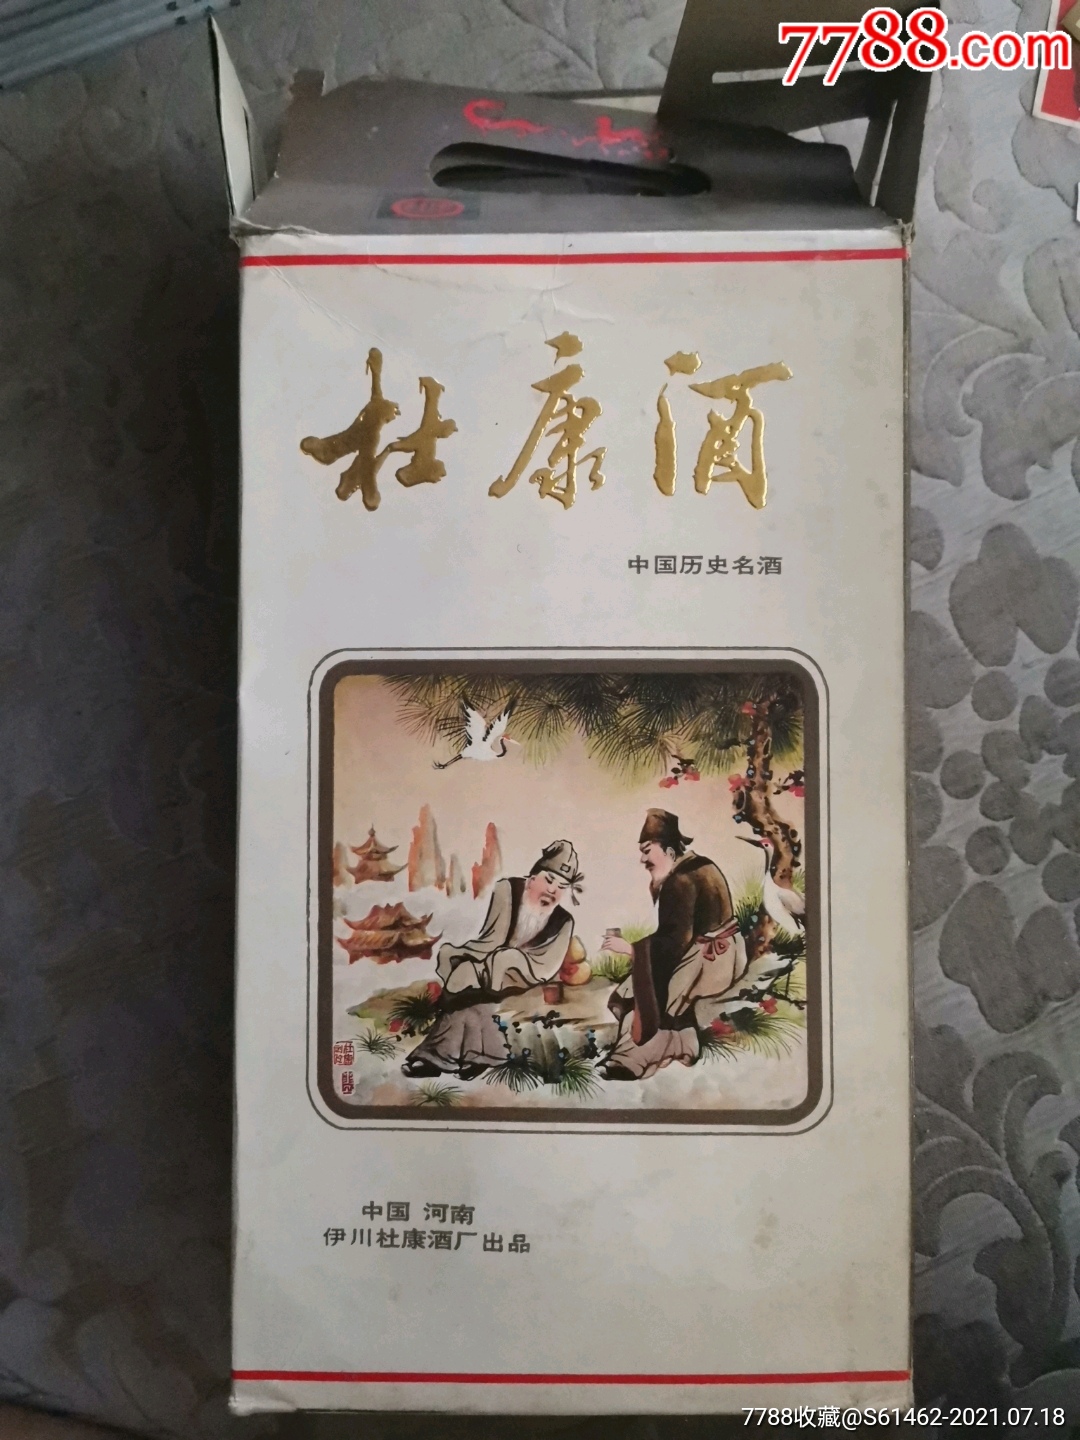 7788.com
杜康酒
中国历史名酒
中国 河南
伊川杜康酒厂出品
7788收藏@S61462-2021.07.18